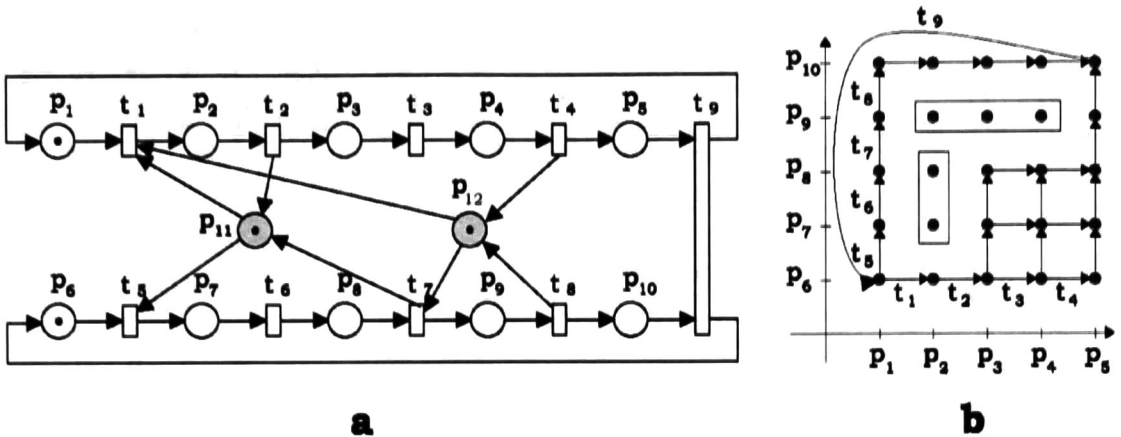 p₁ t₁ p₂ t₂ p₃ t₃ p₄ t₄ p₅ t₉
p₁₁ p₁₂
p₆ t₅ p₇ t₆ p₈ t₇ p₉ t₈ p₁₀
a
t₉
p₁₀
t₈
p₉
t₇
p₈
t₆
p₇
t₅
p₆
t₁ t₂ t₃ t₄
p₁ p₂ p₃ p₄ p₅
b